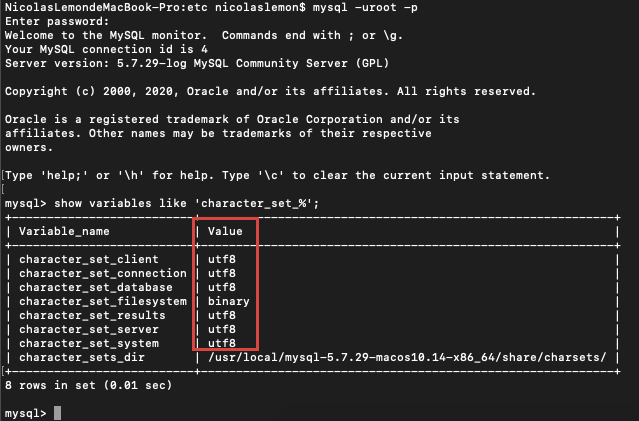 NicolasLemondeMacBook-Pro:etc nicolaslemon$ mysql -uroot -p
Enter password:
Welcome to the MySQL monitor.  Commands end with ; or \g.
Your MySQL connection id is 4
Server version: 5.7.29-log MySQL Community Server (GPL)
Copyright (c) 2000, 2020, Oracle and/or its affiliates. All rights reserved.
Oracle is a registered trademark of Oracle Corporation and/or its
affiliates. Other names may be trademarks of their respective
owners.
Type 'help;' or '\h' for help. Type '\c' to clear the current input statement.
mysql> show variables like 'character_set_%';
+--------------------------+-----------------------------------------------------------+
| Variable_name            | Value                                                     |
+--------------------------+-----------------------------------------------------------+
| character_set_client     | utf8                                                      |
| character_set_connection | utf8                                                      |
| character_set_database   | utf8                                                      |
| character_set_filesystem | binary                                                    |
| character_set_results    | utf8                                                      |
| character_set_server     | utf8                                                      |
| character_set_system     | utf8                                                      |
| character_sets_dir       | /usr/local/mysql-5.7.29-macos10.14-x86_64/share/charsets/ |
+--------------------------+-----------------------------------------------------------+
8 rows in set (0.01 sec)
mysql>